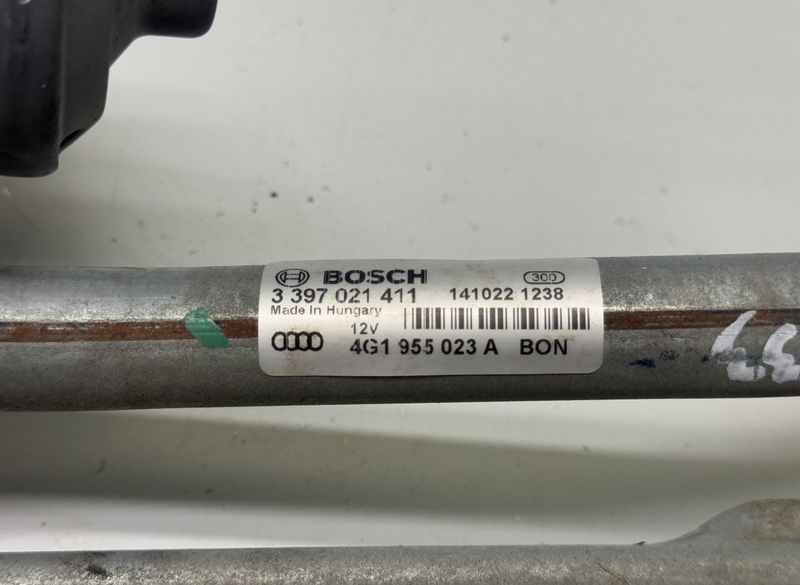 BOSCH 300
3 397 021 411 141022 1238
Made In Hungary
12V
4G1 955 023 A BON